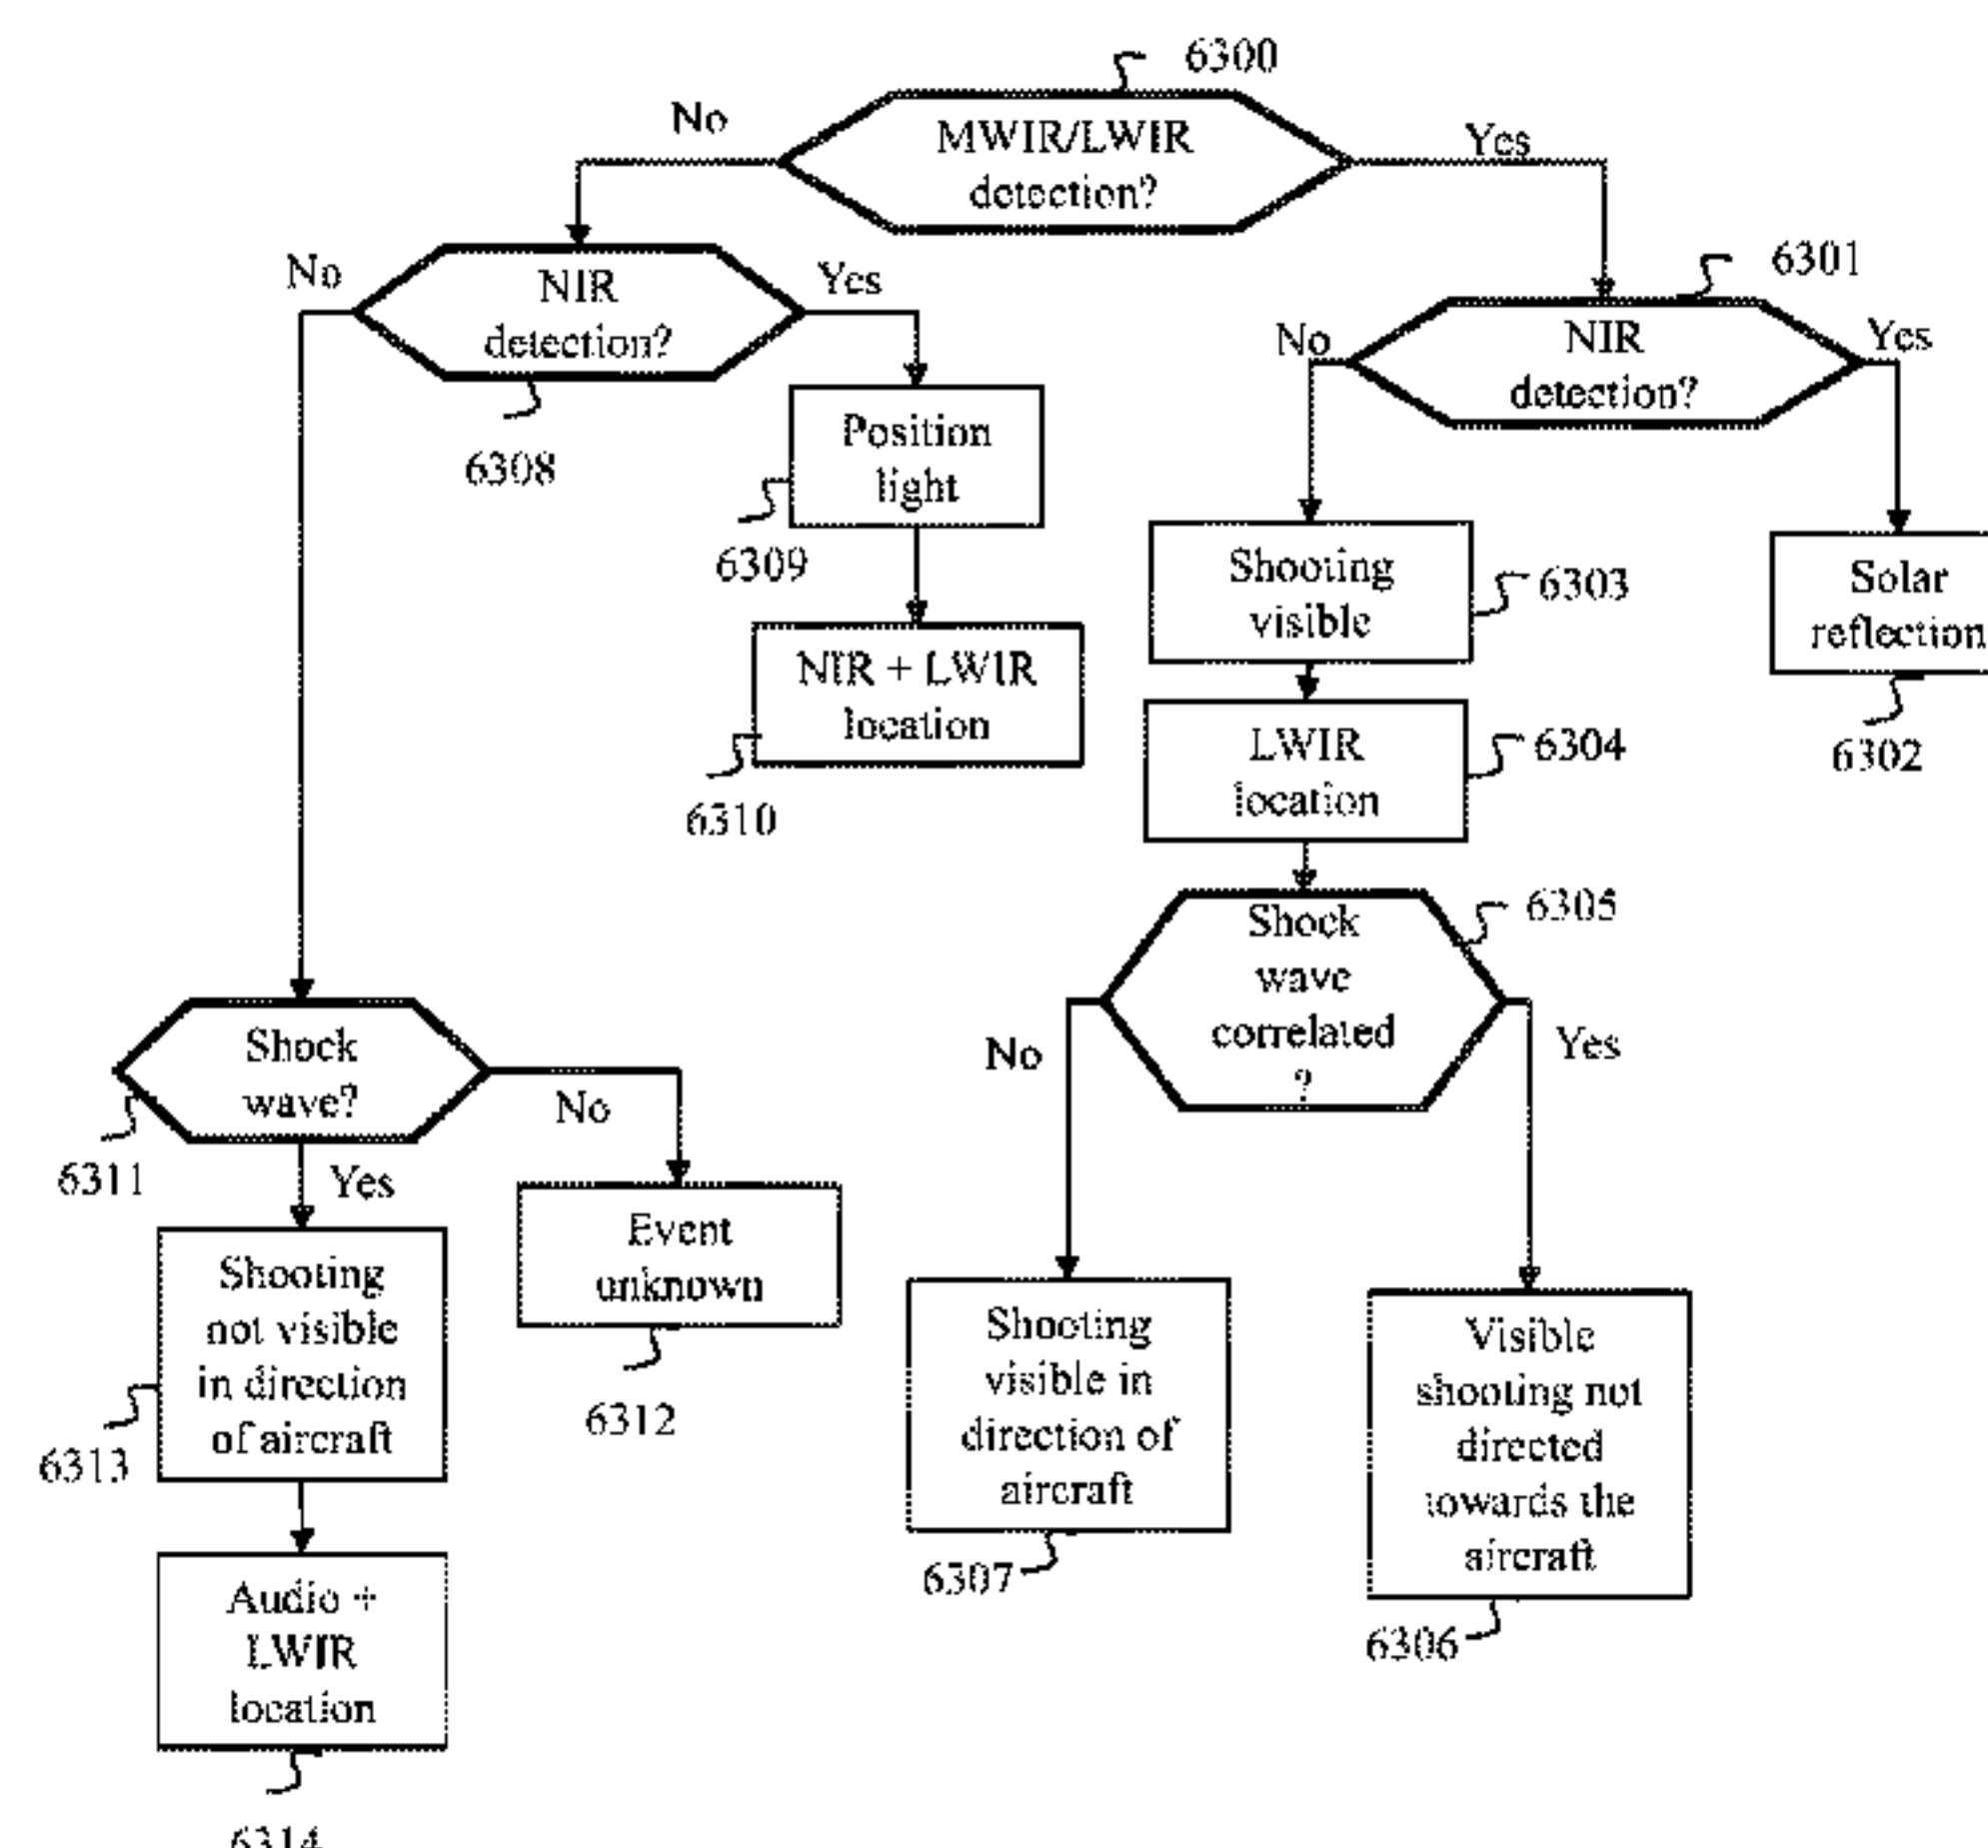 6300
No
MWIR/LWIR
detection?
Yes
No
NIR
detection?
Yes
6301
6308
No
NIR
detection?
Yes
Position
light
6309
Shooting
visible
6303
Solar
reflection
6302
NIR + LWIR
location
6310
LWIR
location
6304
Shock
wave
correlated
?
6305
No
Yes
Shock
wave?
No
6311
Yes
Event
unknown
6312
Shooting
not visible
in direction
of aircraft
6313
Shooting
visible in
direction of
aircraft
6307
Visible
shooting not
directed
towards the
aircraft
6306
Audio +
LWIR
location
6314